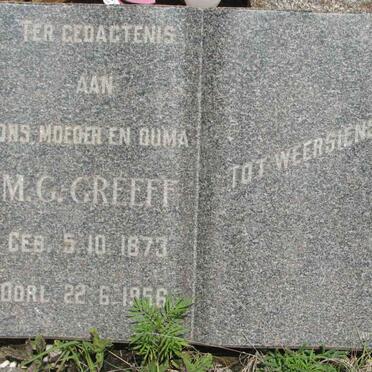 TER GEDAGTENIS
AAN
ONS MOEDER EN OUMA
M.G. GREEFF
GEB. 5.10.1873
OORL. 22.6.1956
TOT WEERSIENS